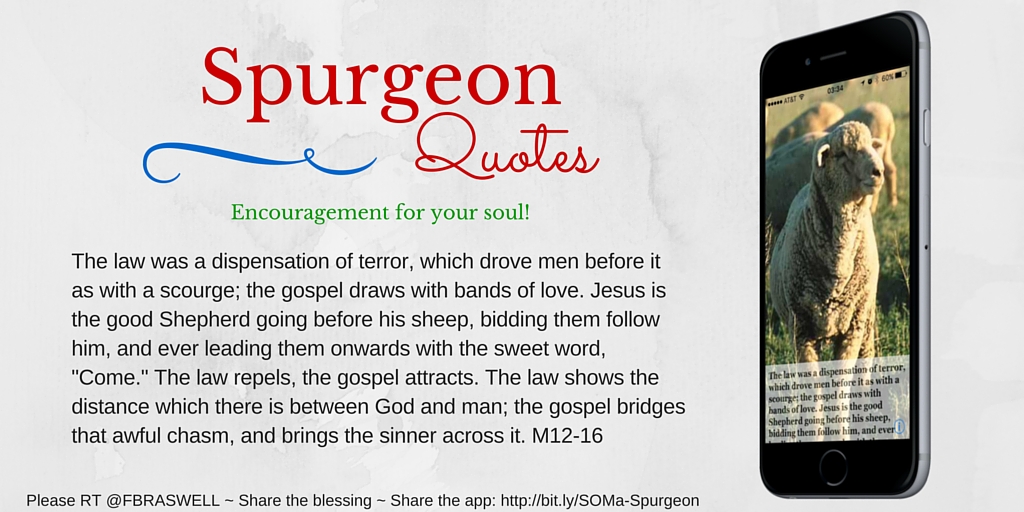 Spurgeon
Quotes
Encouragement for your soul!
The law was a dispensation of terror, which drove men before it
as with a scourge; the gospel draws with bands of love. Jesus is
the good Shepherd going before his sheep, bidding them follow
him, and ever leading them onwards with the sweet word,
"Come." The law repels, the gospel attracts. The law shows the
distance which there is between God and man; the gospel bridges
that awful chasm, and brings the sinner across it. M12-16
Please RT @FBRASWELL ~ Share the blessing ~ Share the app: http://bit.ly/SOMa-Spurgeon
AT&T 03:34 60%
The law was a dispensation of terror,
which drove men before it as with a
scourge; the gospel draws with
bands of love. Jesus is the good
Shepherd going before his sheep,
bidding them follow him, and ever